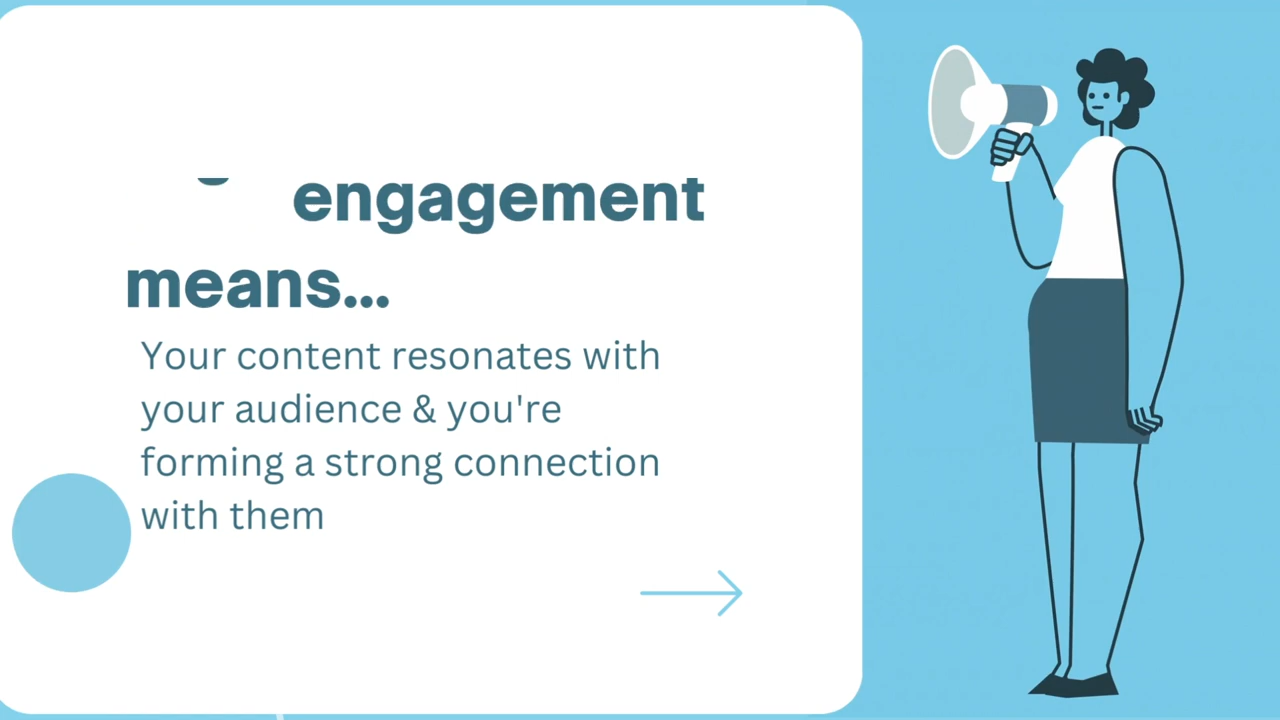 engagement
means...
Your content resonates with
your audience & you're
forming a strong connection
with them